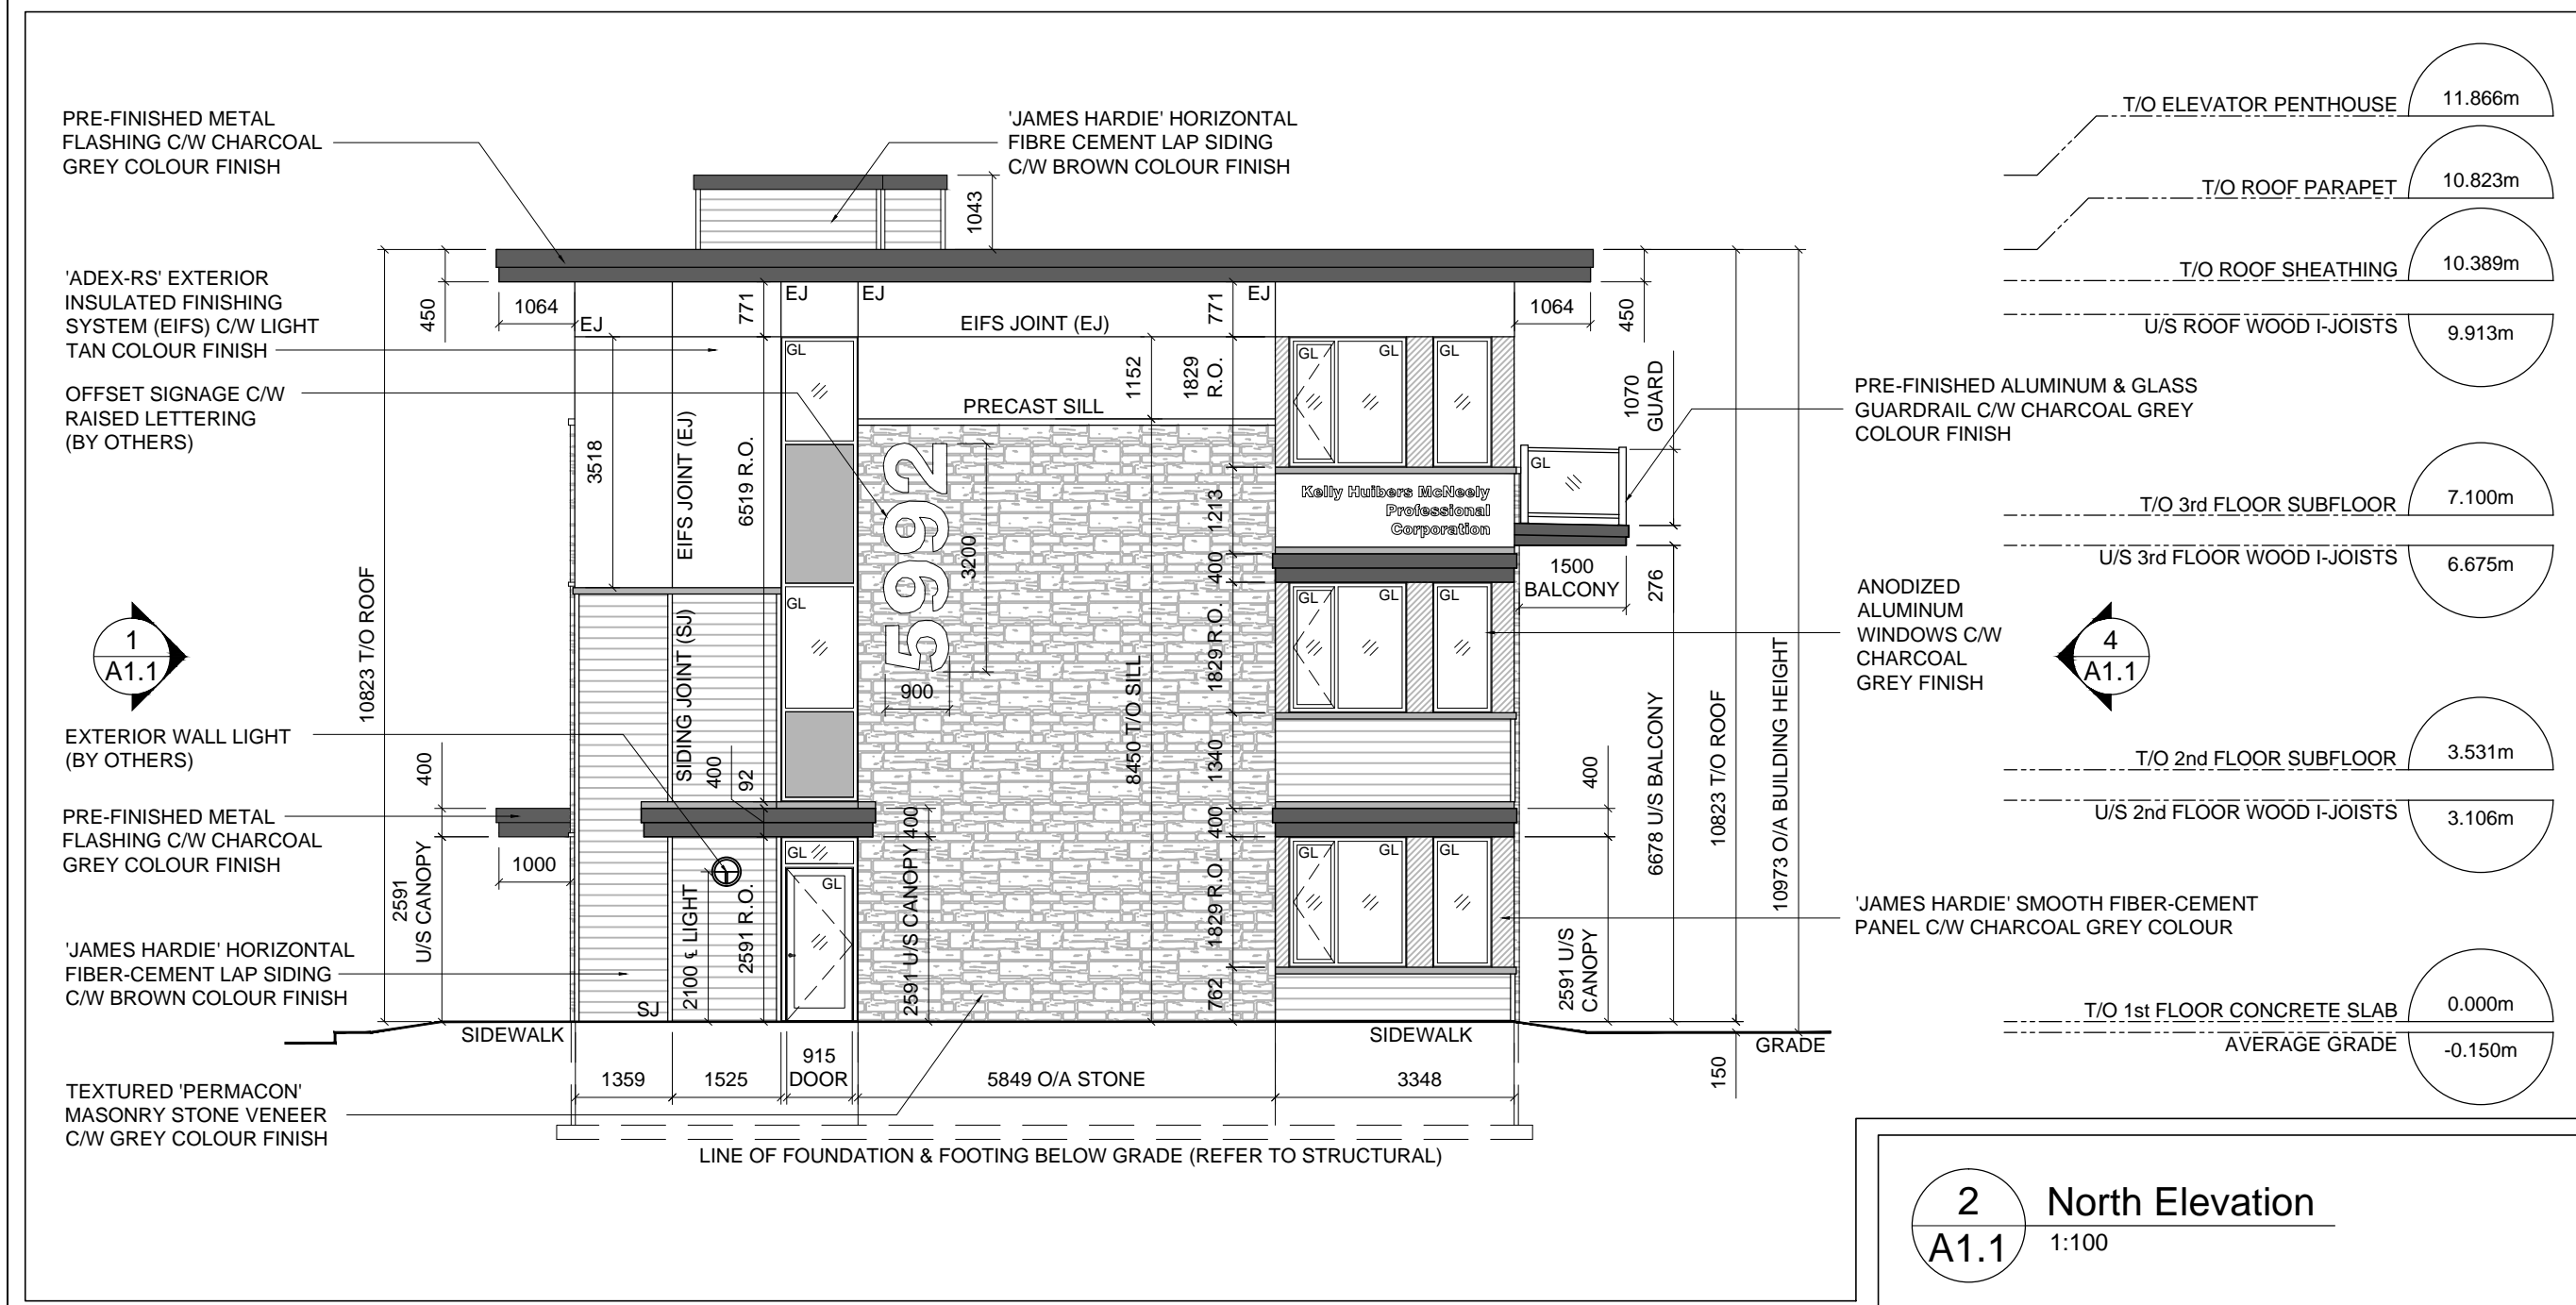 PRE-FINISHED METAL
FLASHING C/W CHARCOAL
GREY COLOUR FINISH
'JAMES HARDIE' HORIZONTAL
FIBRE CEMENT LAP SIDING
C/W BROWN COLOUR FINISH
'ADEX-RS' EXTERIOR
INSULATED FINISHING
SYSTEM (EIFS) C/W LIGHT
TAN COLOUR FINISH
OFFSET SIGNAGE C/W
RAISED LETTERING
(BY OTHERS)
1
A1.1
EXTERIOR WALL LIGHT
(BY OTHERS)
PRE-FINISHED METAL
FLASHING C/W CHARCOAL
GREY COLOUR FINISH
'JAMES HARDIE' HORIZONTAL
FIBER-CEMENT LAP SIDING
C/W BROWN COLOUR FINISH
TEXTURED 'PERMACON'
MASONRY STONE VENEER
C/W GREY COLOUR FINISH
10823 T/O ROOF
450
1064
400
2591
U/S CANOPY
1000
1043
EJ
EJ
EJ
EJ
771
EIFS JOINT (EJ)
771
3518
EIFS JOINT (EJ)
6519 R.O.
GL
GL
SIDING JOINT (SJ)
400
92
2100 ℄ LIGHT
2591 R.O.
GL
GL
SJ
PRECAST SILL
5992
3200
900
2591 U/S CANOPY
400
1152
8450 T/O SILL
1829
R.O.
1213
400
1829 R.O.
1340
400
1829 R.O.
762
GL
GL
GL
Kelly Huibers McNeely
Professional
Corporation
GL
GL
GL
GL
GL
GL
GL
1064
450
1070
GUARD
1500
BALCONY
276
6678 U/S BALCONY
400
2591 U/S
CANOPY
10823 T/O ROOF
10973 O/A BUILDING HEIGHT
150
SIDEWALK
SIDEWALK
GRADE
1359
1525
915
DOOR
5849 O/A STONE
3348
LINE OF FOUNDATION & FOOTING BELOW GRADE (REFER TO STRUCTURAL)
PRE-FINISHED ALUMINUM & GLASS
GUARDRAIL C/W CHARCOAL GREY
COLOUR FINISH
ANODIZED
ALUMINUM
WINDOWS C/W
CHARCOAL
GREY FINISH
4
A1.1
'JAMES HARDIE' SMOOTH FIBER-CEMENT
PANEL C/W CHARCOAL GREY COLOUR
T/O ELEVATOR PENTHOUSE 11.866m
T/O ROOF PARAPET 10.823m
T/O ROOF SHEATHING 10.389m
U/S ROOF WOOD I-JOISTS 9.913m
T/O 3rd FLOOR SUBFLOOR 7.100m
U/S 3rd FLOOR WOOD I-JOISTS 6.675m
T/O 2nd FLOOR SUBFLOOR 3.531m
U/S 2nd FLOOR WOOD I-JOISTS 3.106m
T/O 1st FLOOR CONCRETE SLAB 0.000m
AVERAGE GRADE -0.150m
2
A1.1
North Elevation
1:100